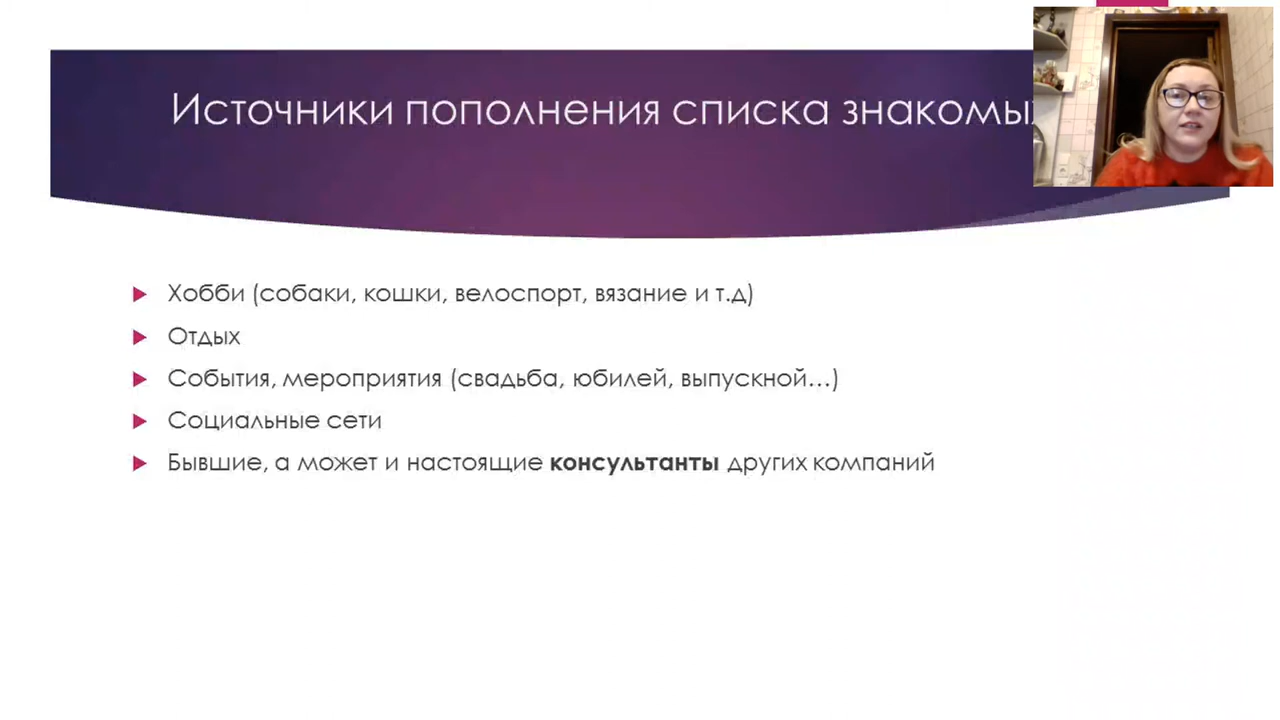 Источники пополнения списка знакомых
Хобби (собаки, кошки, велоспорт, вязание и т.д)
Отдых
События, мероприятия (свадьба, юбилей, выпускной...)
Социальные сети
Бывшие, а может и настоящие консультанты других компаний